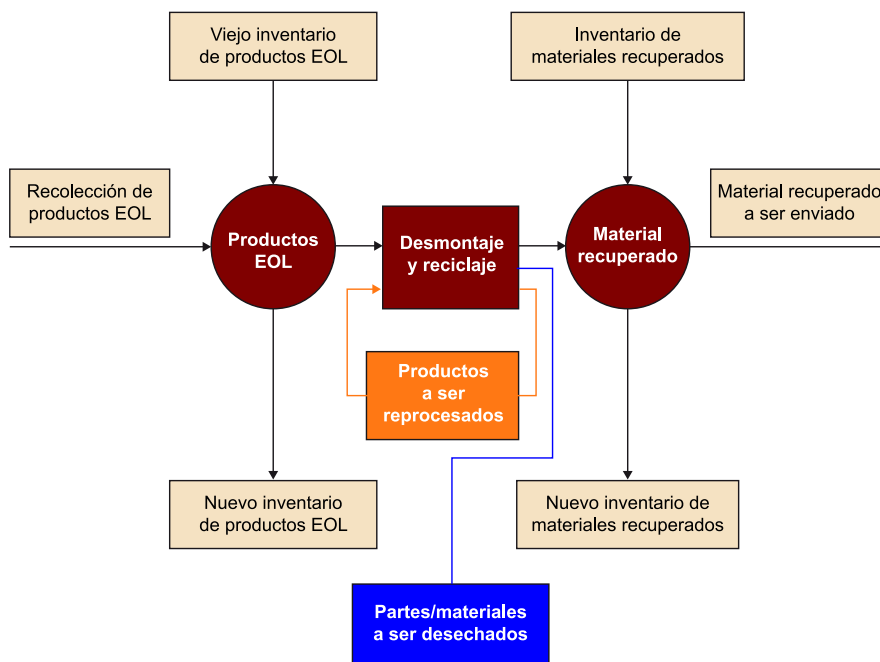 Viejo inventario
de productos EOL
Inventario de
materiales recuperados
Recolección de
productos EOL
Productos
EOL
Desmontaje
y reciclaje
Material
recuperado
Material recuperado
a ser enviado
Productos
a ser
reprocesados
Nuevo inventario
de productos EOL
Nuevo inventario de
materiales recuperados
Partes/materiales
a ser desechados